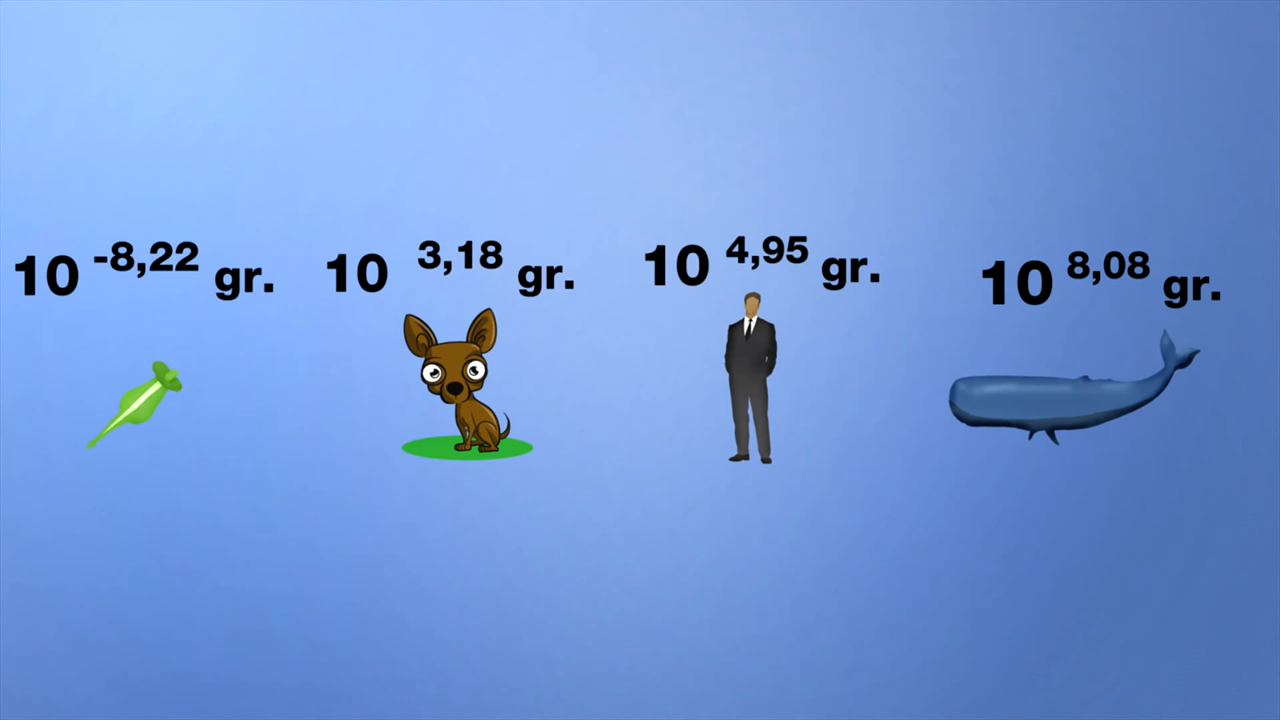 10 -8,22 gr.
10 3,18 gr.
10 4,95 gr.
10 8,08 gr.